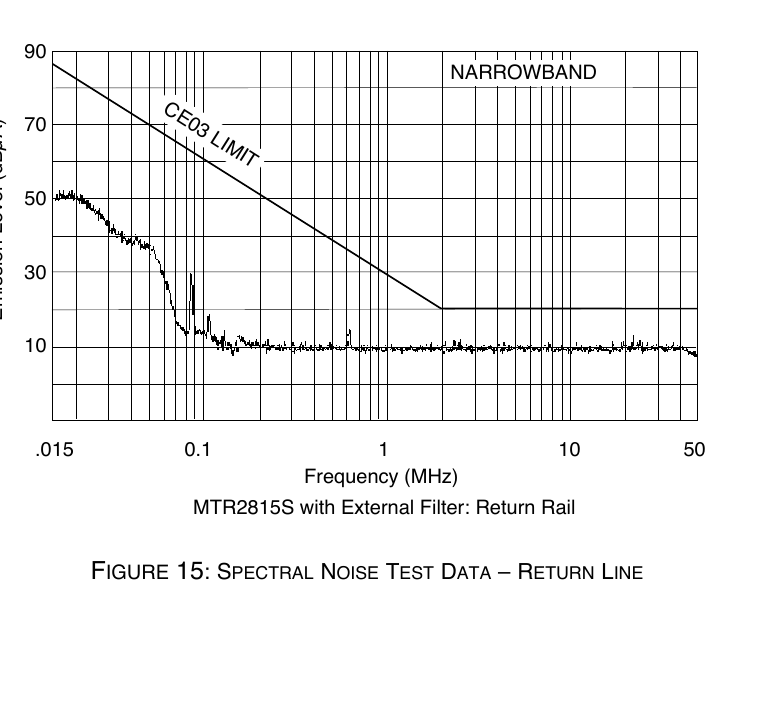 90
NARROWBAND
70
CE03 LIMIT
50
30
10
.015 0.1 1 10 50
Frequency (MHz)
MTR2815S with External Filter: Return Rail
FIGURE 15: SPECTRAL NOISE TEST DATA – RETURN LINE